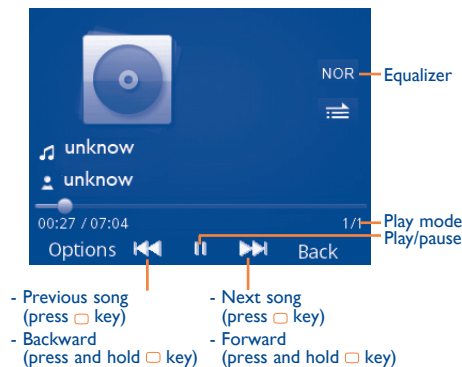 NOR
Equalizer
unknow
unknow
00:27 / 07:04
1/1
Play mode
Play/pause
Options
Back
- Previous song
(press key)
- Backward
(press and hold key)
- Next song
(press key)
- Forward
(press and hold key)